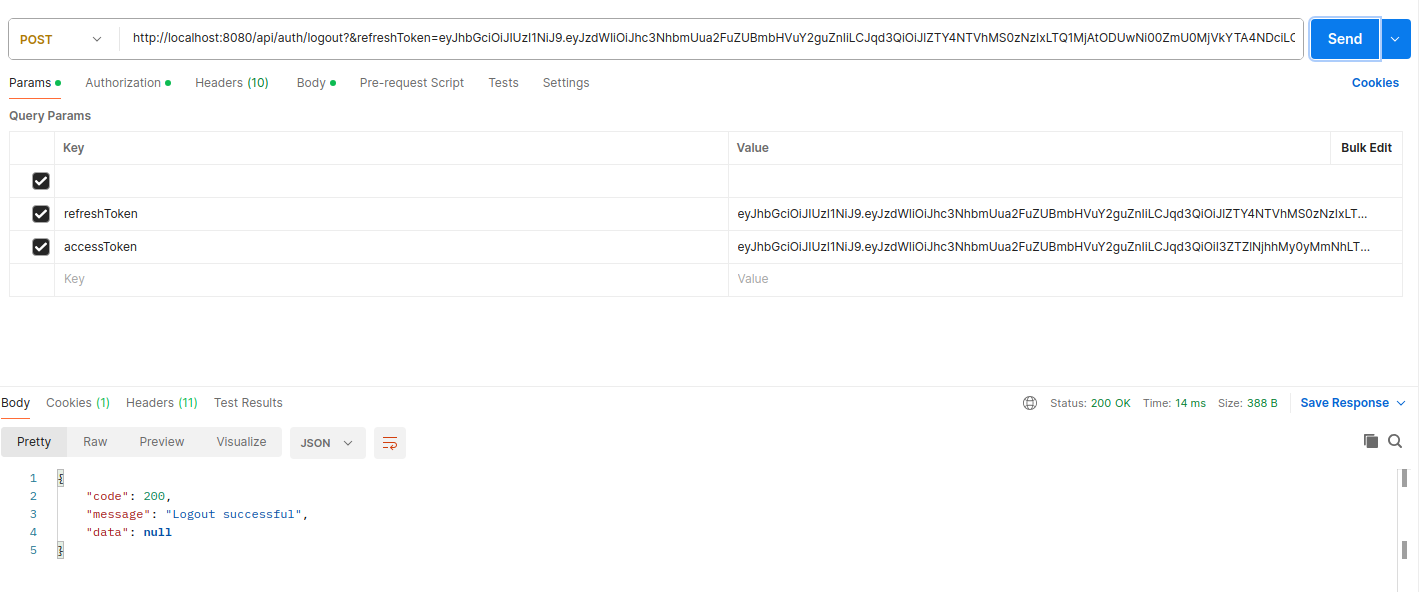 POST http://localhost:8080/api/auth/logout?&refreshToken=eyJhbGciOiJIUzI1NiJ9.eyJzdWIiOiJhc3NhbmUua2FuZUBmbHVuY2guZnIiLCJqd3QiOiJlZTY4NTVhMS0zNzIxLTQ1MjAtODUwNi00ZmU0MjVkYTA4NDciLC Send
Params Authorization Headers (10) Body Pre-request Script Tests Settings Cookies
Query Params
Key Value Bulk Edit
refreshToken eyJhbGciOiJIUzI1NiJ9.eyJzdWIiOiJhc3NhbmUua2FuZUBmbHVuY2guZnIiLCJqd3QiOiJlZTY4NTVhMS0zNzIxLT...
accessToken eyJhbGciOiJIUzI1NiJ9.eyJzdWIiOiJhc3NhbmUua2FuZUBmbHVuY2guZnIiLCJqd3QiOiI3ZTZlNjhhMy0yMmNhLT...
Key Value
Body Cookies (1) Headers (11) Test Results Status: 200 OK Time: 14 ms Size: 388 B Save Response
Pretty Raw Preview Visualize JSON
1 {
2 "code": 200,
3 "message": "Logout successful",
4 "data": null
5 }